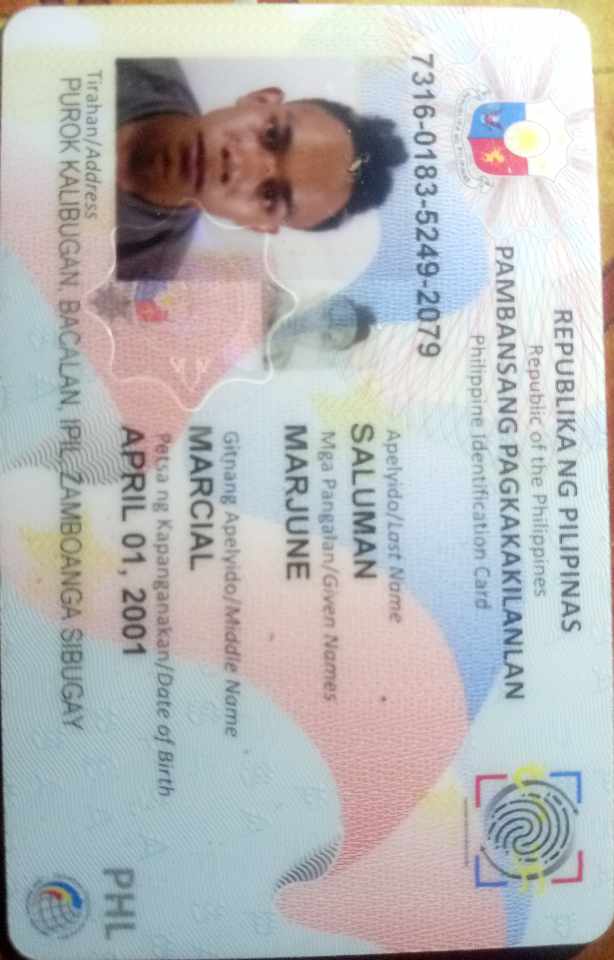 REPUBLIKA NG PILIPINAS
Republic of the Philippines
PAMBANSANG PAGKAKAKILANLAN
Philippine Identification Card
7316-0183-5249-2079
Apelyido/Last Name
SALUMAN
Mga Pangalan/Given Names
MARJUNE
Gitnang Apelyido/Middle Name
MARCIAL
Petsa ng Kapanganakan/Date of Birth
APRIL 01, 2001
Tirahan/Address
PUROK KALIBUGAN, BACALAN, IPIL, ZAMBOANGA SIBUGAY
PHL